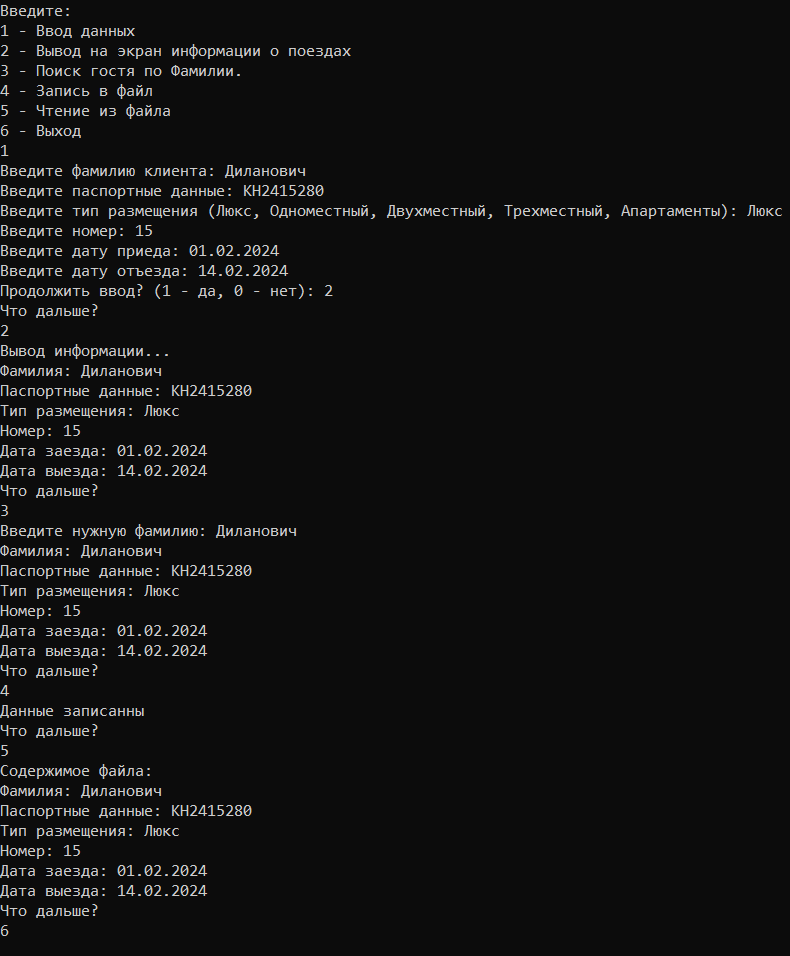 Введите:
1 - Ввод данных
2 - Вывод на экран информации о поездах
3 - Поиск гостя по Фамилии.
4 - Запись в файл
5 - Чтение из файла
6 - Выход
1
Введите фамилию клиента: Диланович
Введите паспортные данные: КН2415280
Введите тип размещения (Люкс, Одноместный, Двухместный, Трехместный, Апартаменты): Люкс
Введите номер: 15
Введите дату приеда: 01.02.2024
Введите дату отъезда: 14.02.2024
Продолжить ввод? (1 - да, 0 - нет): 2
Что дальше?
2
Вывод информации...
Фамилия: Диланович
Паспортные данные: КН2415280
Тип размещения: Люкс
Номер: 15
Дата заезда: 01.02.2024
Дата выезда: 14.02.2024
Что дальше?
3
Введите нужную фамилию: Диланович
Фамилия: Диланович
Паспортные данные: КН2415280
Тип размещения: Люкс
Номер: 15
Дата заезда: 01.02.2024
Дата выезда: 14.02.2024
Что дальше?
4
Данные записанны
Что дальше?
5
Содержимое файла:
Фамилия: Диланович
Паспортные данные: КН2415280
Тип размещения: Люкс
Номер: 15
Дата заезда: 01.02.2024
Дата выезда: 14.02.2024
Что дальше?
6